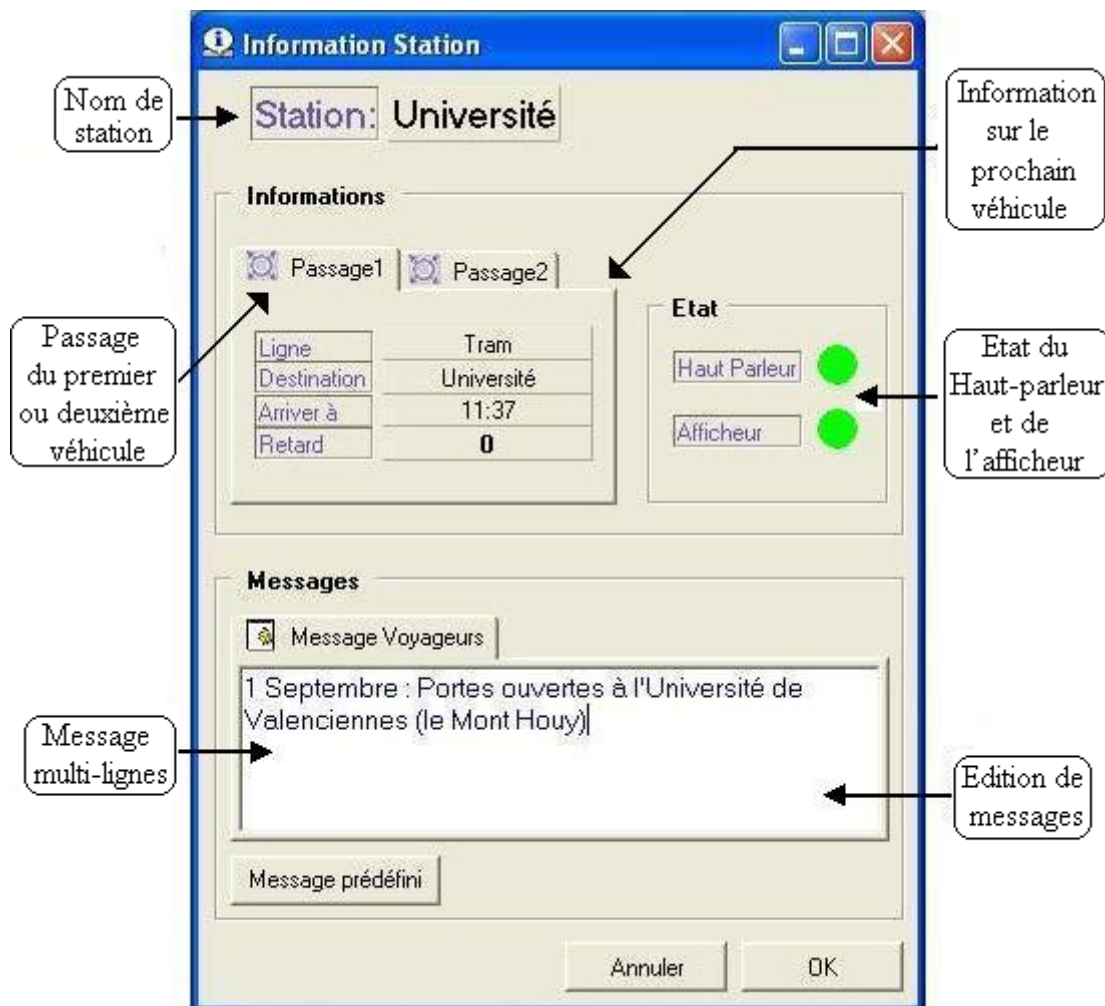 Information Station
Nom de
station
Station: Université
Information
sur le
prochain
véhicule
Informations
Passage1
Passage2
Passage
du premier
ou deuxième
véhicule
Ligne Tram
Destination Université
Arriver à 11:37
Retard 0
Etat
Haut Parleur
Afficheur
Etat du
Haut-parleur
et de
l'afficheur
Messages
Message Voyageurs
1 Septembre : Portes ouvertes à l'Université de
Valenciennes (le Mont Houy)
Message
multi-lignes
Edition de
messages
Message prédéfini
Annuler
OK